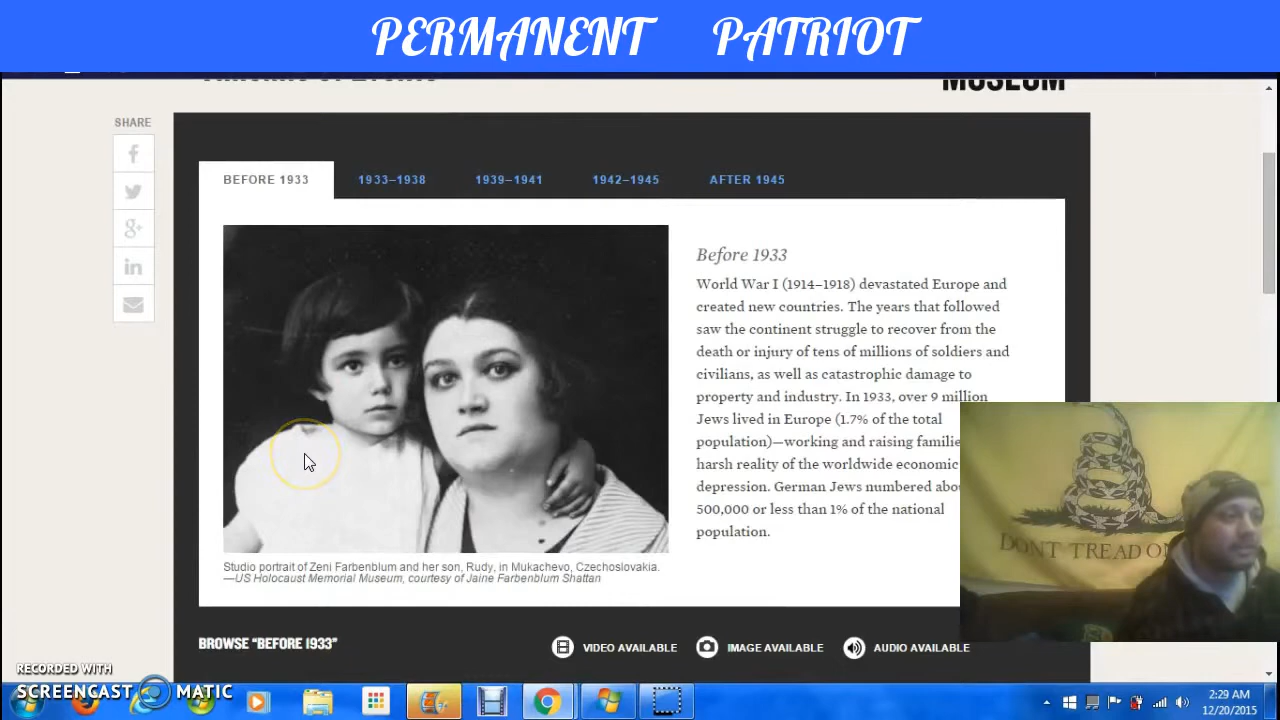 PERMANENT PATRIOT
MUSEUM
SHARE
BEFORE 1933
1933–1938
1939–1941
1942–1945
AFTER 1945
Before 1933
World War I (1914–1918) devastated Europe and
created new countries. The years that followed
saw the continent struggle to recover from the
death or injury of tens of millions of soldiers and
civilians, as well as catastrophic damage to
property and industry. In 1933, over 9 million
Jews lived in Europe (1.7% of the total
population)—working and raising familie
harsh reality of the worldwide economic
depression. German Jews numbered abou
500,000 or less than 1% of the national
population.
DONT TREAD ON
Studio portrait of Zeni Farbenblum and her son, Rudy, in Mukachevo, Czechoslovakia.
—US Holocaust Memorial Museum, courtesy of Jaine Farbenblum Shattan
BROWSE "BEFORE 1933"
VIDEO AVAILABLE
IMAGE AVAILABLE
AUDIO AVAILABLE
RECORDED WITH
SCREENCAST MATIC
2:29 AM
12/20/2015